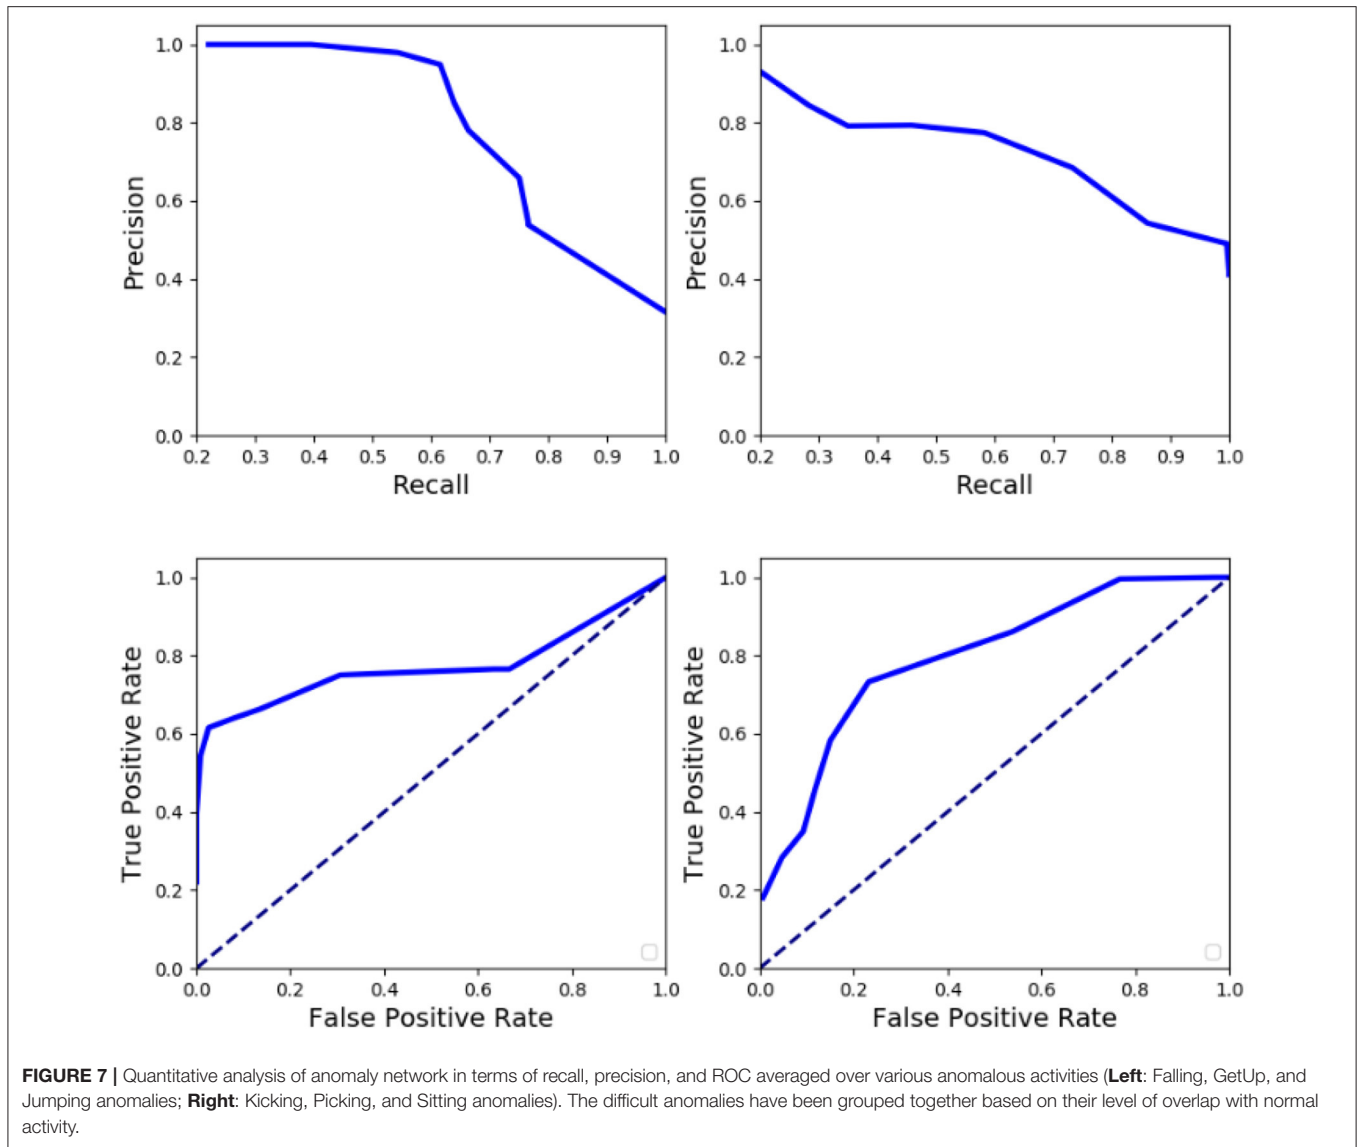 1.0
0.8
0.6
0.4
0.2
0.0
Precision
0.2 0.3 0.4 0.5 0.6 0.7 0.8 0.9 1.0
Recall
1.0
0.8
0.6
0.4
0.2
0.0
Precision
0.2 0.3 0.4 0.5 0.6 0.7 0.8 0.9 1.0
Recall
1.0
0.8
0.6
0.4
0.2
0.0
True Positive Rate
0.0 0.2 0.4 0.6 0.8 1.0
False Positive Rate
1.0
0.8
0.6
0.4
0.2
0.0
True Positive Rate
0.0 0.2 0.4 0.6 0.8 1.0
False Positive Rate
FIGURE 7 | Quantitative analysis of anomaly network in terms of recall, precision, and ROC averaged over various anomalous activities (Left: Falling, GetUp, and
Jumping anomalies; Right: Kicking, Picking, and Sitting anomalies). The difficult anomalies have been grouped together based on their level of overlap with normal
activity.